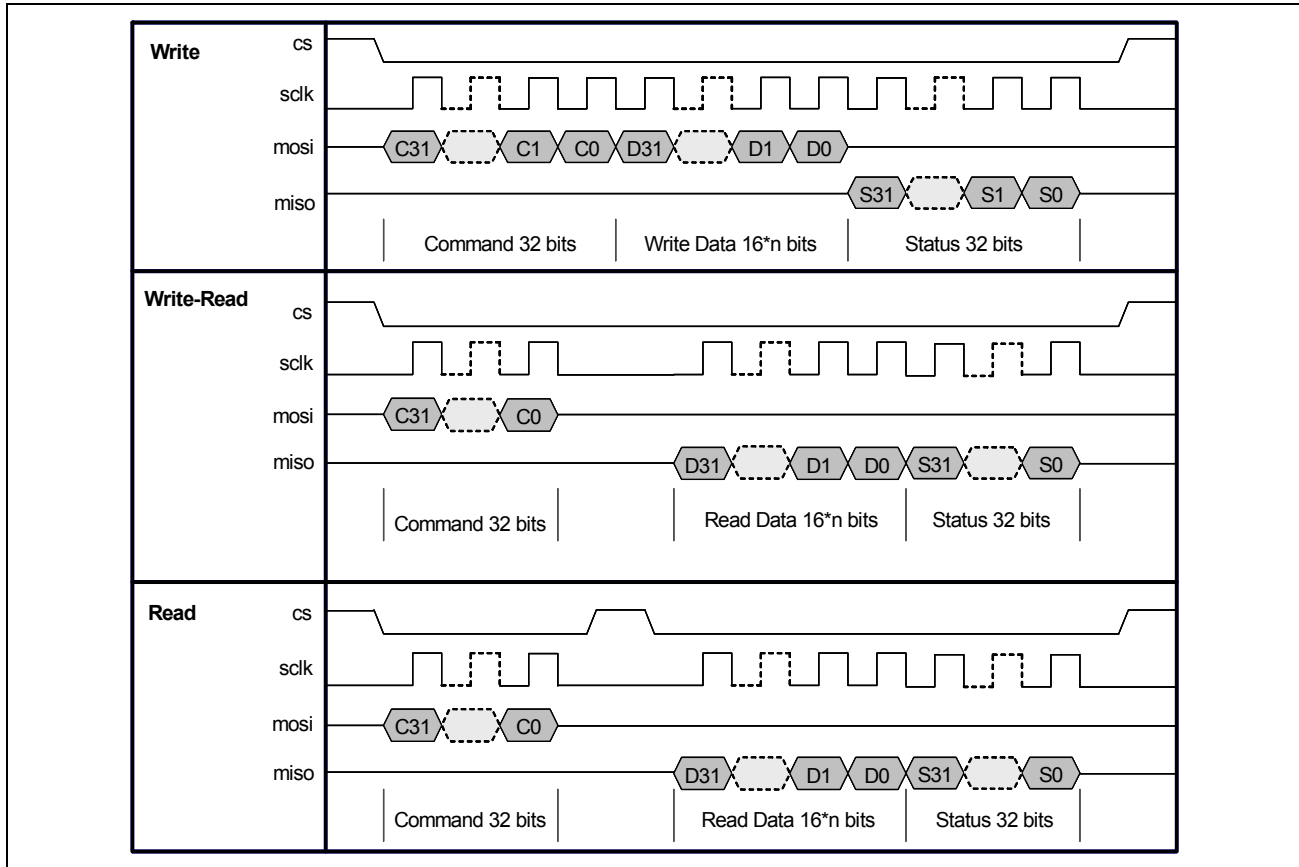 Write
cs
sclk
mosi C31 C1 C0 D31 D1 D0
miso S31 S1 S0
Command 32 bits Write Data 16*n bits Status 32 bits
Write-Read
cs
sclk
mosi C31 C0
miso D31 D1 D0 S31 S0
Command 32 bits Read Data 16*n bits Status 32 bits
Read cs
sclk
mosi C31 C0
miso D31 D1 D0 S31 S0
Command 32 bits Read Data 16*n bits Status 32 bits